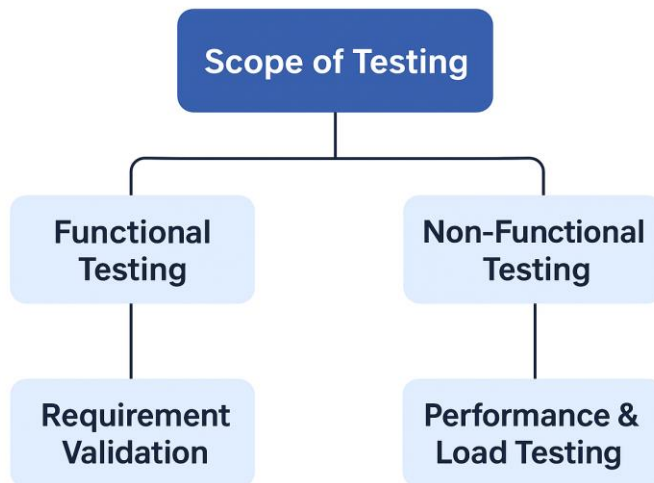 Scope of Testing
Functional
Testing
Non-Functional
Testing
Requirement
Validation
Performance &
Load Testing